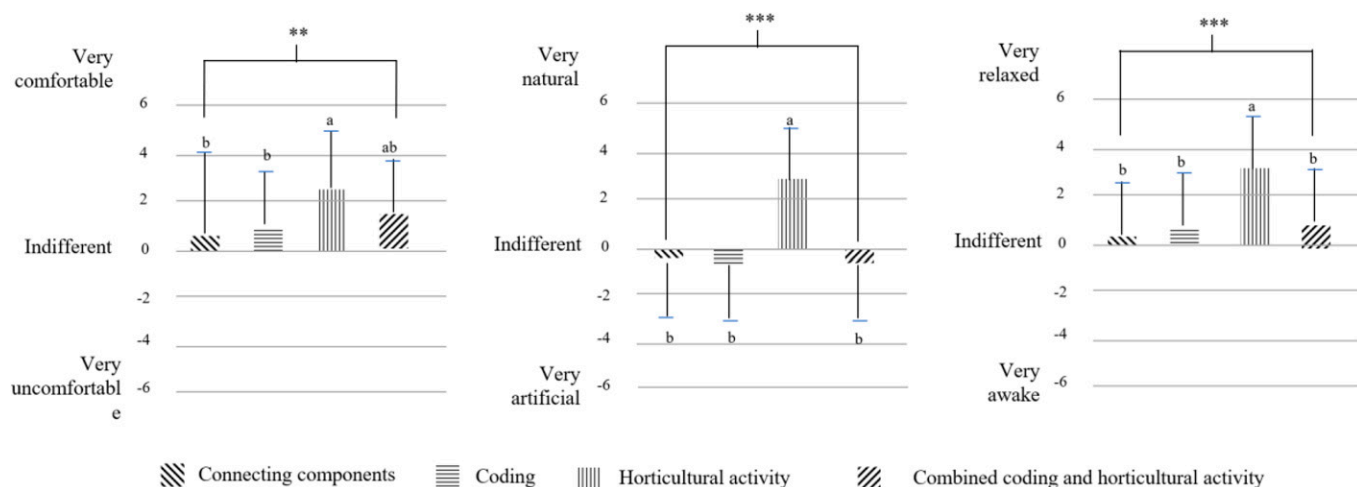 **
Very
comfortable
6
b
b
a
ab
4
2
Indifferent
0
-2
-4
Very
uncomfortabl
e
-6
***
Very
natural
6
a
4
2
Indifferent
0
-2
b
b
b
-4
Very
artificial
-6
***
Very
relaxed
6
a
b
b
b
4
2
Indifferent
0
-2
-4
Very
awake
-6
Connecting components
Coding
Horticultural activity
Combined coding and horticultural activity